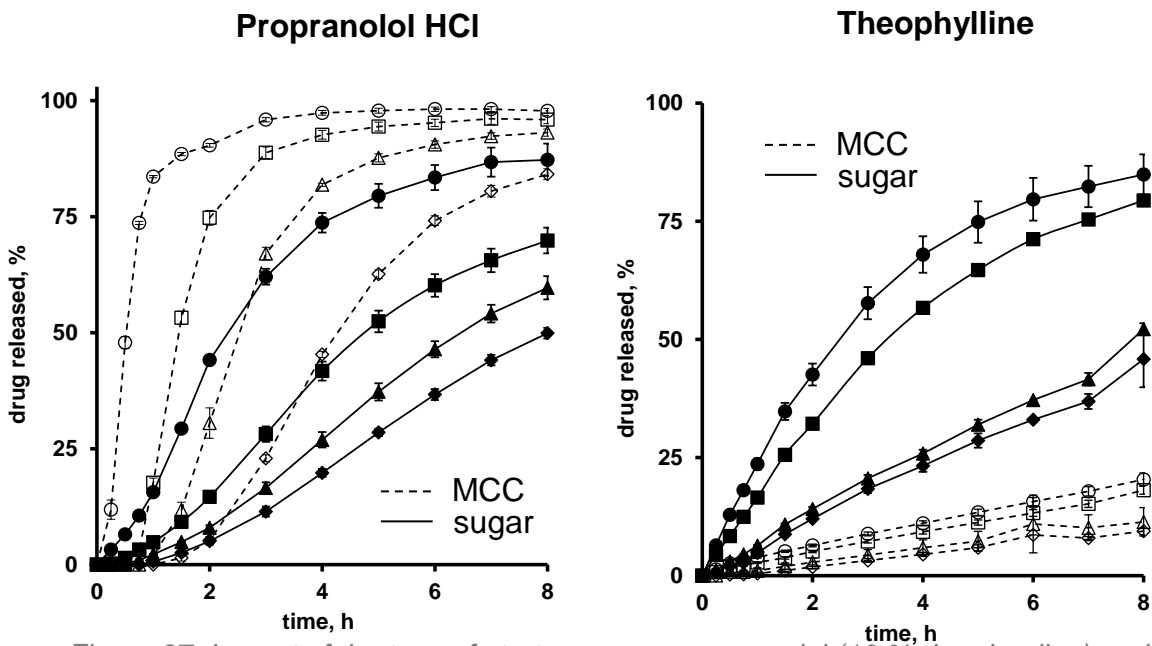 Propranolol HCl
100
75
50
25
0
drug released, %
MCC
sugar
0 2 4 6 8
time, h
Theophylline
100
75
50
25
0
drug released, %
MCC
sugar
0 2 4 6 8
time, h